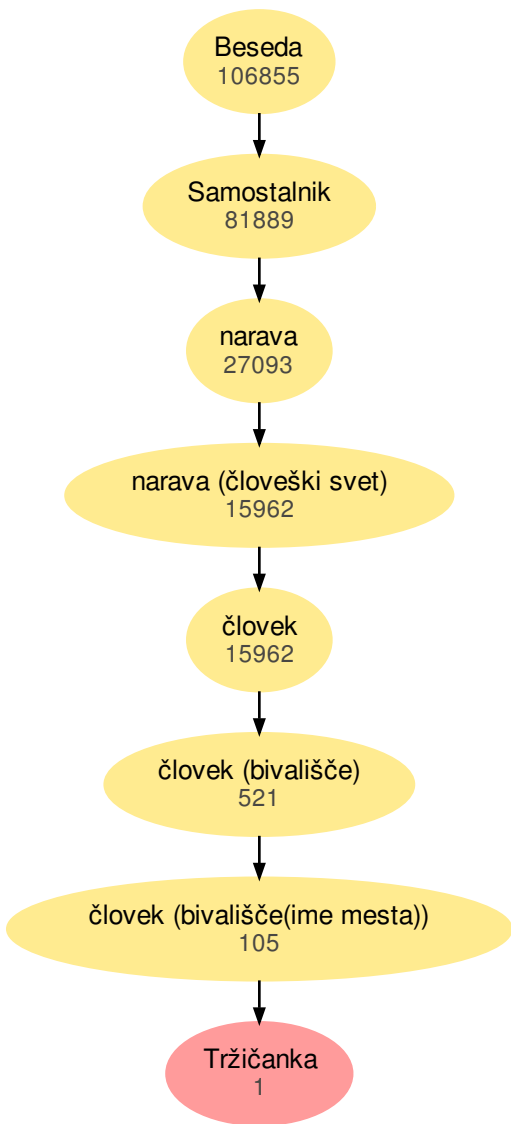 Beseda
106855
Samostalnik
81889
narava
27093
narava (človeški svet)
15962
človek
15962
človek (bivališče)
521
človek (bivališče(ime mesta))
105
Tržičanka
1